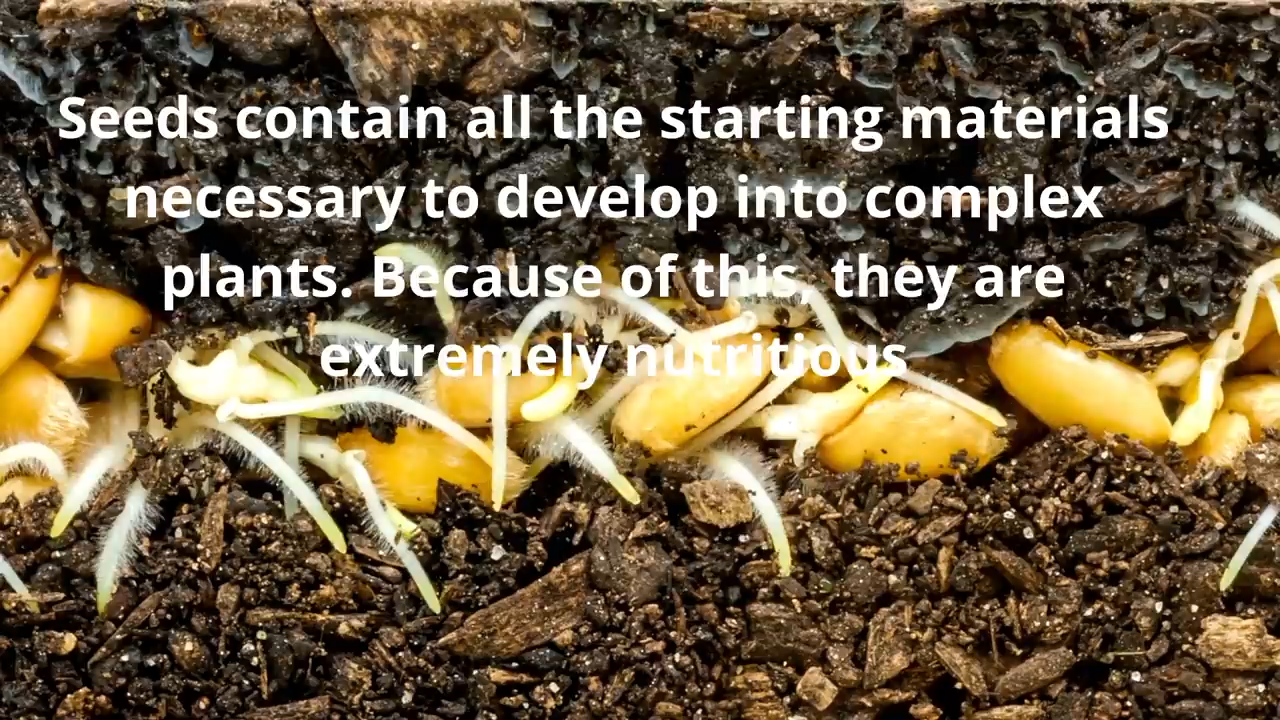 Seeds contain all the starting materials
necessary to develop into complex
plants. Because of this, they are
extremely nutritious